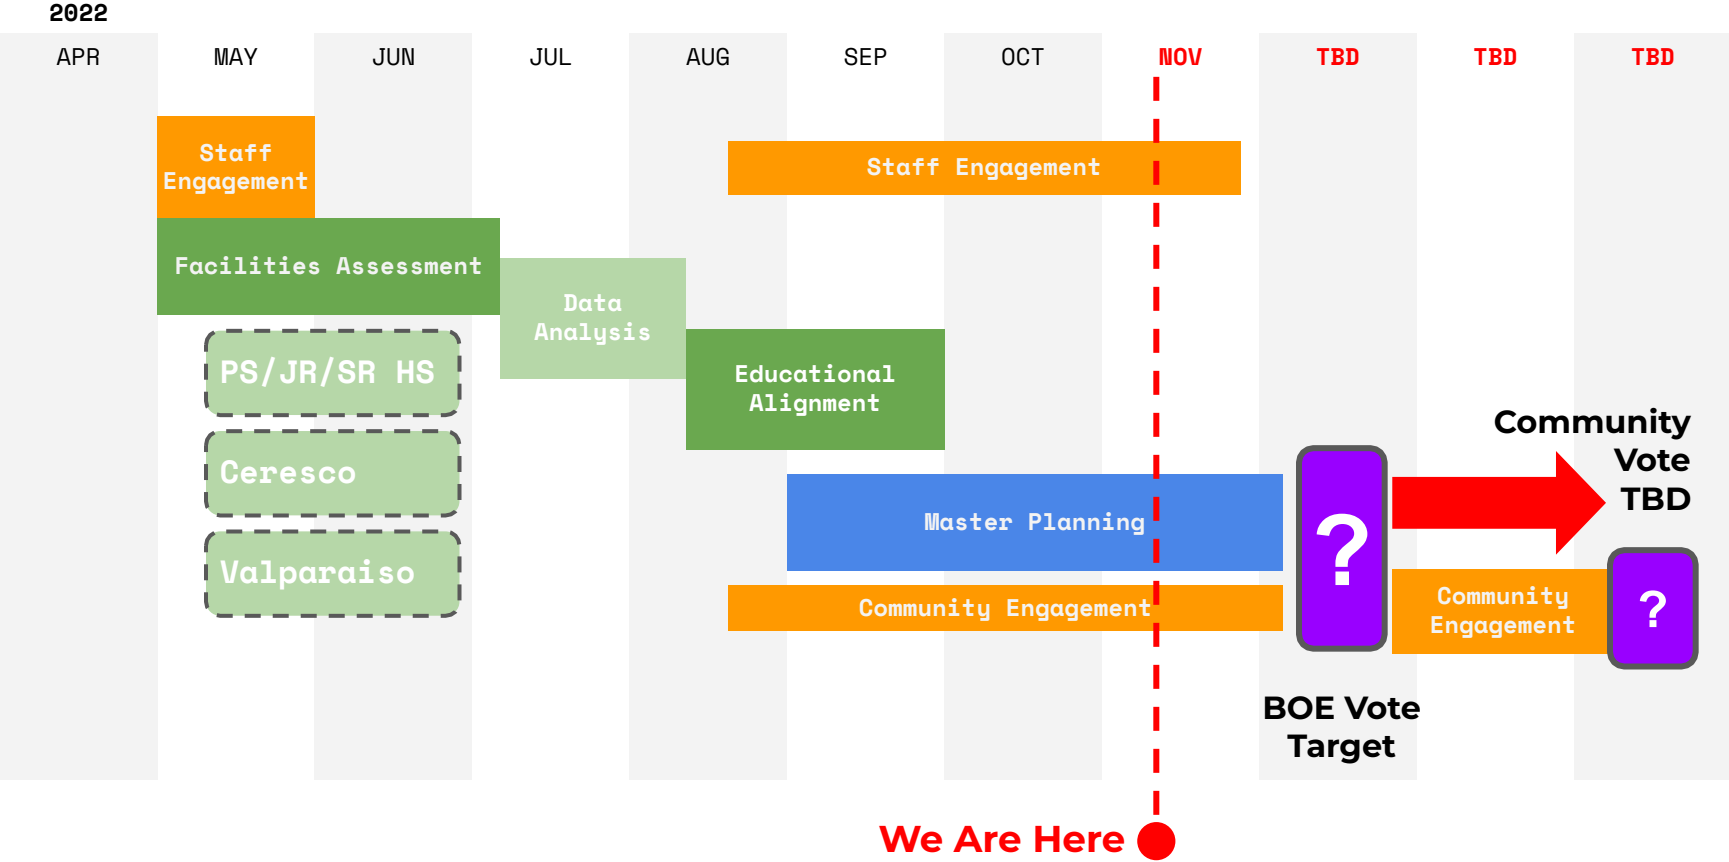 2022
APR MAY JUN JUL AUG SEP OCT NOV TBD TBD TBD
Staff
Engagement
Staff Engagement
Facilities Assessment
Data
Analysis
PS/JR/SR HS
Educational
Alignment
Ceresco
Community
Vote
TBD
Master Planning
?
Valparaiso
Community Engagement
Community
Engagement
?
BOE Vote
Target
We Are Here